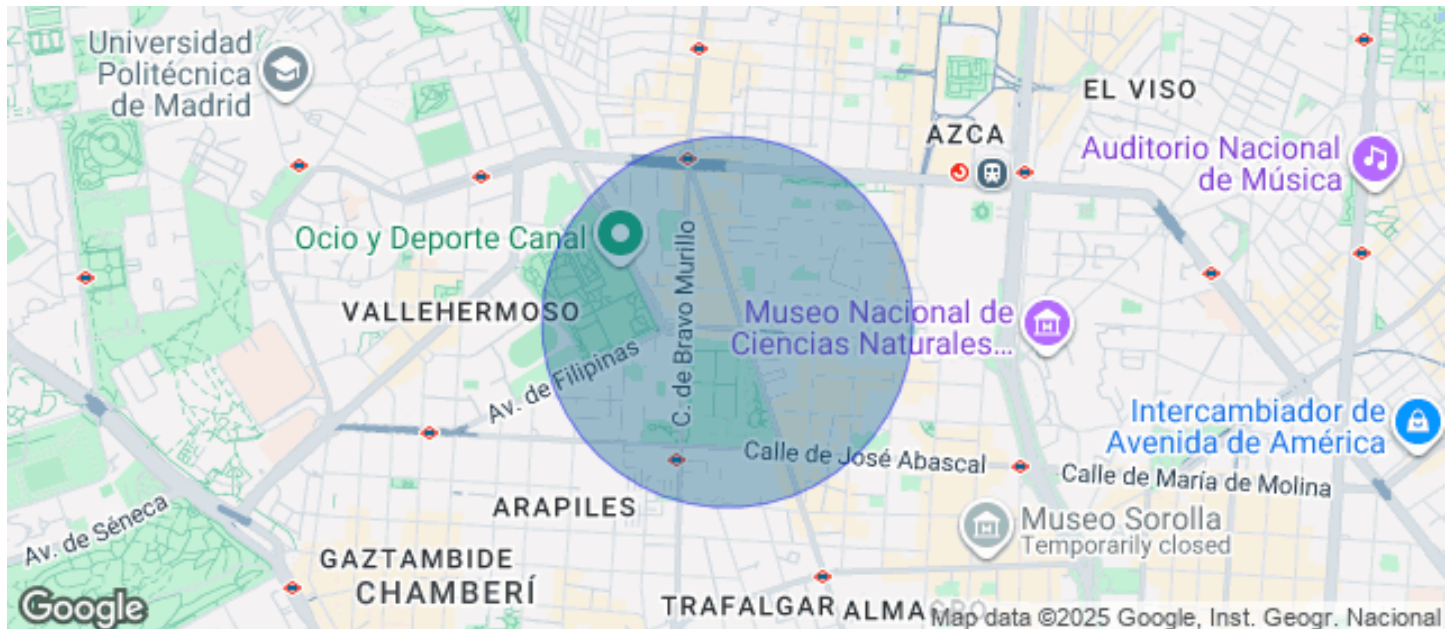 Universidad
Politécnica
de Madrid
EL VISO
AZCA
Auditorio Nacional
de Música
Ocio y Deporte Canal
C. de Bravo Murillo
VALLEHERMOSO
Museo Nacional de
Ciencias Naturales...
Av. de Filipinas
Intercambiador de
Avenida de América
Calle de José Abascal
Calle de María de Molina
ARAPILES
Av. de Séneca
Museo Sorolla
Temporarily closed
GAZTAMBIDE
CHAMBERÍ
TRAFALGAR
ALMAGRO
Google
Map data ©2025 Google, Inst. Geogr. Nacional